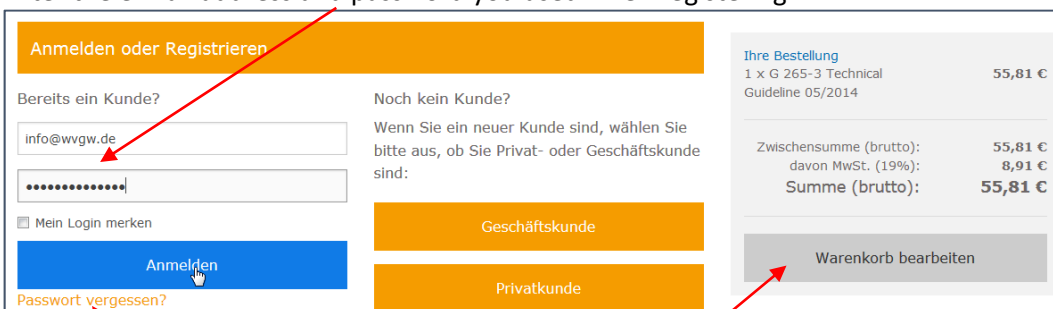 Anmelden oder Registrieren
Bereits ein Kunde?
info@wvgw.de
••••••••••••••
Mein Login merken
Anmelden
Passwort vergessen?
Noch kein Kunde?
Wenn Sie ein neuer Kunde sind, wählen Sie
bitte aus, ob Sie Privat- oder Geschäftskunde
sind:
Geschäftskunde
Privatkunde
Ihre Bestellung
1 x G 265-3 Technical 55,81 €
Guideline 05/2014
Zwischensumme (brutto): 55,81 €
davon MwSt. (19%): 8,91 €
Summe (brutto): 55,81 €
Warenkorb bearbeiten